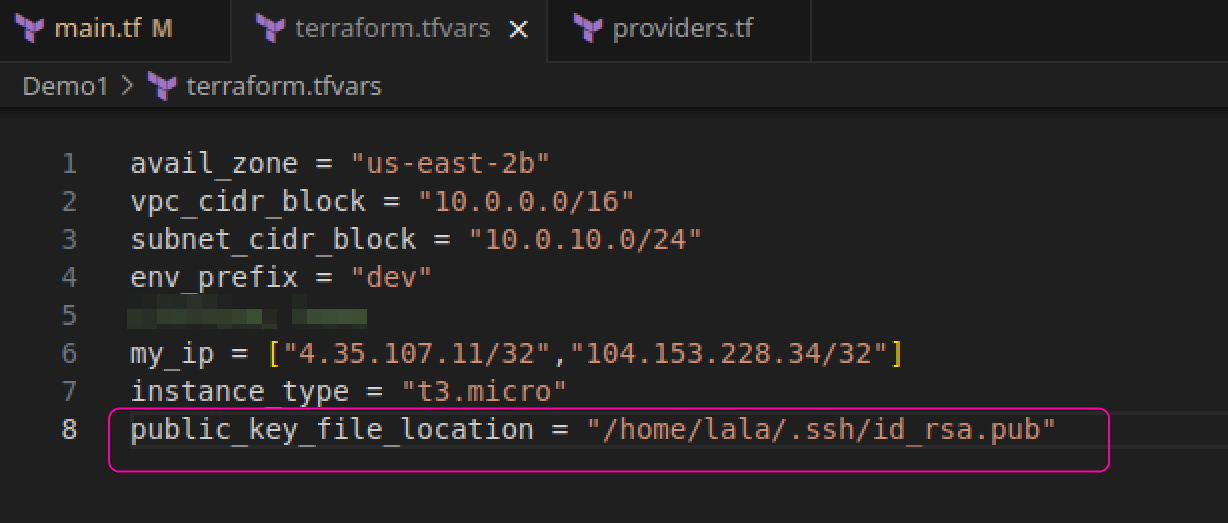 main.tf M
terraform.tfvars ×
providers.tf
Demo1 > terraform.tfvars
1 avail_zone = "us-east-2b"
2 vpc_cidr_block = "10.0.0.0/16"
3 subnet_cidr_block = "10.0.10.0/24"
4 env_prefix = "dev"
5
6 my_ip = ["4.35.107.11/32","104.153.228.34/32"]
7 instance_type = "t3.micro"
8 public_key_file_location = "/home/lala/.ssh/id_rsa.pub"